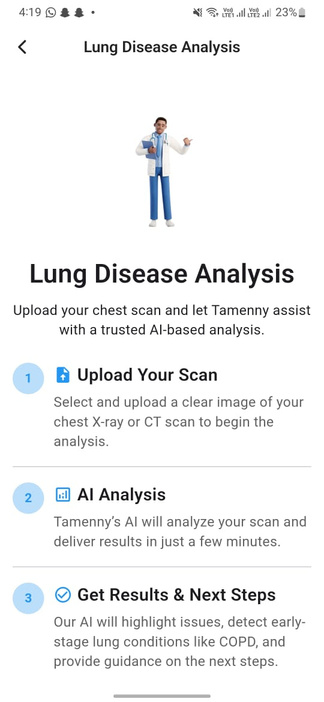 4:19
Vo) LTE1 Vo) LTE2 23%
Lung Disease Analysis
Lung Disease Analysis
Upload your chest scan and let Tamenny assist
with a trusted AI-based analysis.
1 Upload Your Scan
Select and upload a clear image of your
chest X-ray or CT scan to begin the
analysis.
2 AI Analysis
Tamenny's AI will analyze your scan and
deliver results in just a few minutes.
3 Get Results & Next Steps
Our AI will highlight issues, detect early-
stage lung conditions like COPD, and
provide guidance on the next steps.